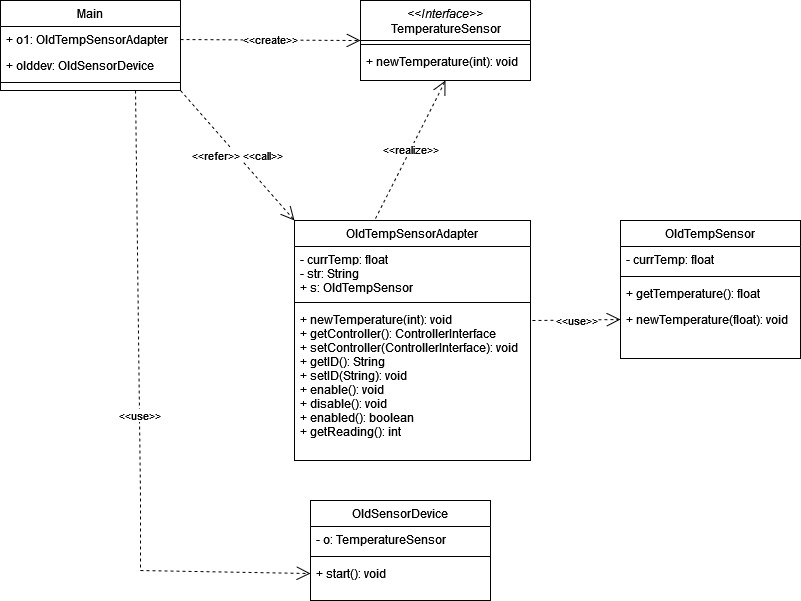 Main
+ o1: OldTempSensorAdapter
+ olddev: OldSensorDevice
<<create>>
<<Interface>>
TemperatureSensor
+ newTemperature(int): void
<<refer>> <<call>>
<<realize>>
OldTempSensorAdapter
- currTemp: float
- str: String
+ s: OldTempSensor
+ newTemperature(int): void
+ getController(): ControllerInterface
+ setController(ControllerInterface): void
+ getID(): String
+ setID(String): void
+ enable(): void
+ disable(): void
+ enabled(): boolean
+ getReading(): int
<<use>>
OldTempSensor
- currTemp: float
+ getTemperature(): float
+ newTemperature(float): void
<<use>>
OldSensorDevice
- o: TemperatureSensor
+ start(): void